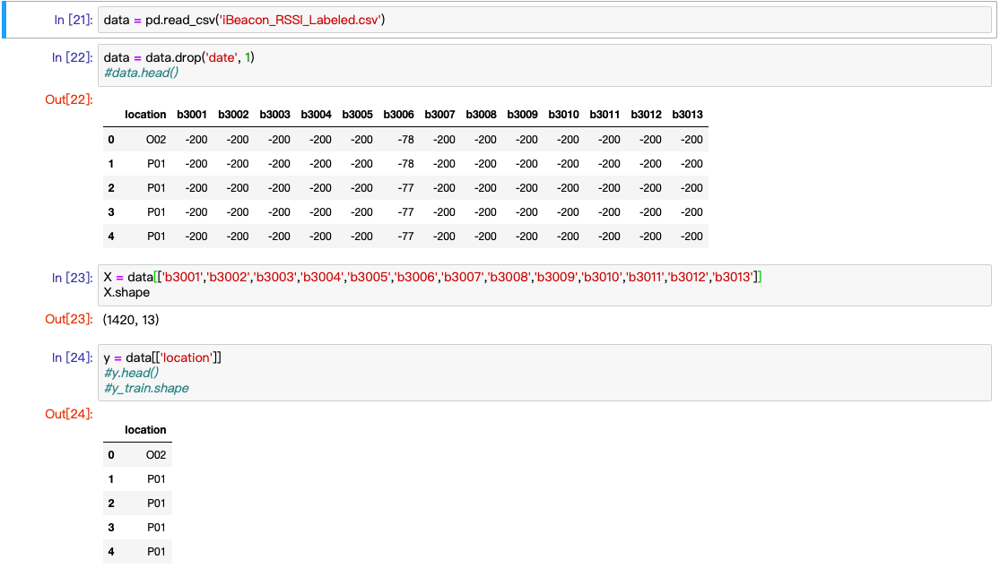 In [21]: data = pd.read_csv('iBeacon_RSSI_Labeled.csv')
In [22]: data = data.drop('date', 1)
#data.head()
Out[22]:
location b3001 b3002 b3003 b3004 b3005 b3006 b3007 b3008 b3009 b3010 b3011 b3012 b3013
0 O02 -200 -200 -200 -200 -200 -78 -200 -200 -200 -200 -200 -200 -200
1 P01 -200 -200 -200 -200 -200 -78 -200 -200 -200 -200 -200 -200 -200
2 P01 -200 -200 -200 -200 -200 -77 -200 -200 -200 -200 -200 -200 -200
3 P01 -200 -200 -200 -200 -200 -77 -200 -200 -200 -200 -200 -200 -200
4 P01 -200 -200 -200 -200 -200 -77 -200 -200 -200 -200 -200 -200 -200
In [23]: X = data[['b3001','b3002','b3003','b3004','b3005','b3006','b3007','b3008','b3009','b3010','b3011','b3012','b3013']]
X.shape
Out[23]: (1420, 13)
In [24]: y = data[['location']]
#y.head()
#y_train.shape
Out[24]:
location
0 O02
1 P01
2 P01
3 P01
4 P01